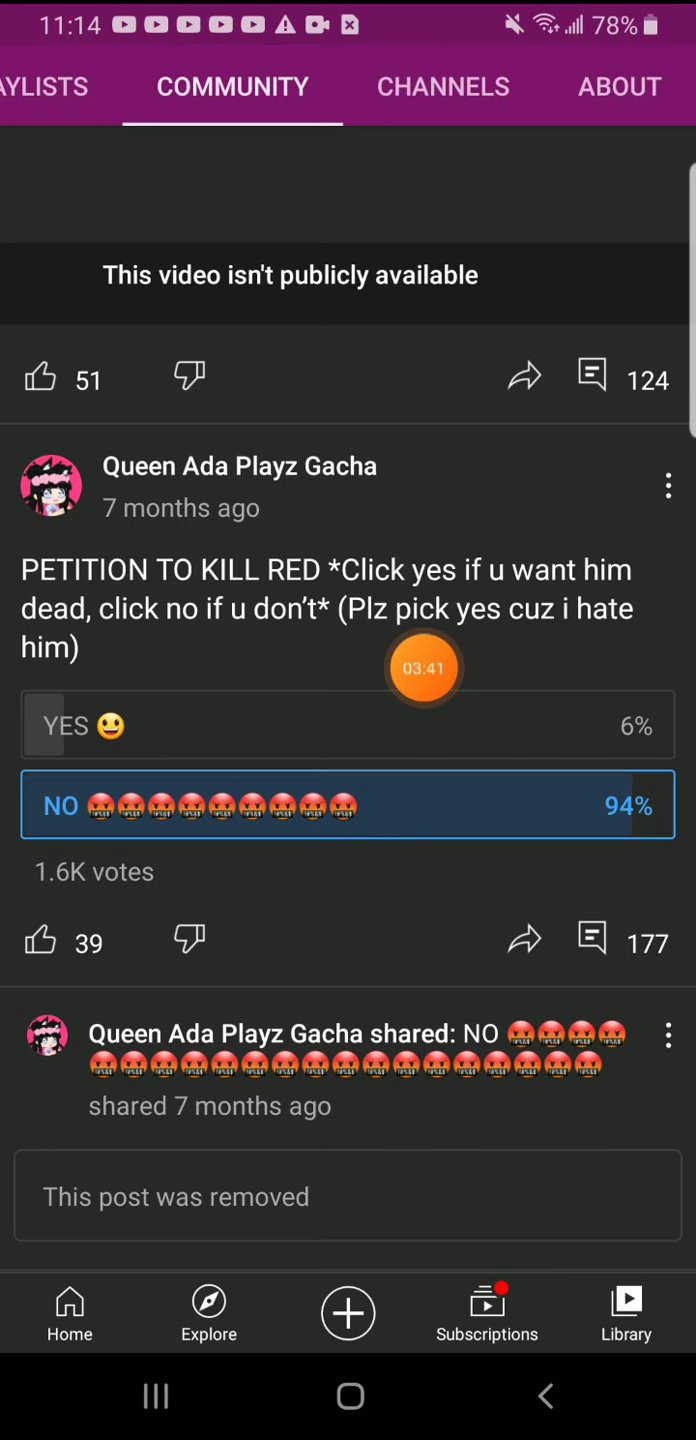 11:14 78%
AYLISTS COMMUNITY CHANNELS ABOUT
This video isn't publicly available
51 124
Queen Ada Playz Gacha
7 months ago
PETITION TO KILL RED *Click yes if u want him
dead, click no if u don’t* (Plz pick yes cuz i hate
him)
03:41
YES 😃 6%
NO 🤬🤬🤬🤬🤬🤬🤬🤬🤬 94%
1.6K votes
39 177
Queen Ada Playz Gacha shared: NO 🤬🤬🤬🤬
🤬🤬🤬🤬🤬🤬🤬🤬🤬🤬🤬🤬🤬🤬🤬🤬🤬
shared 7 months ago
This post was removed
Home Explore Subscriptions Library